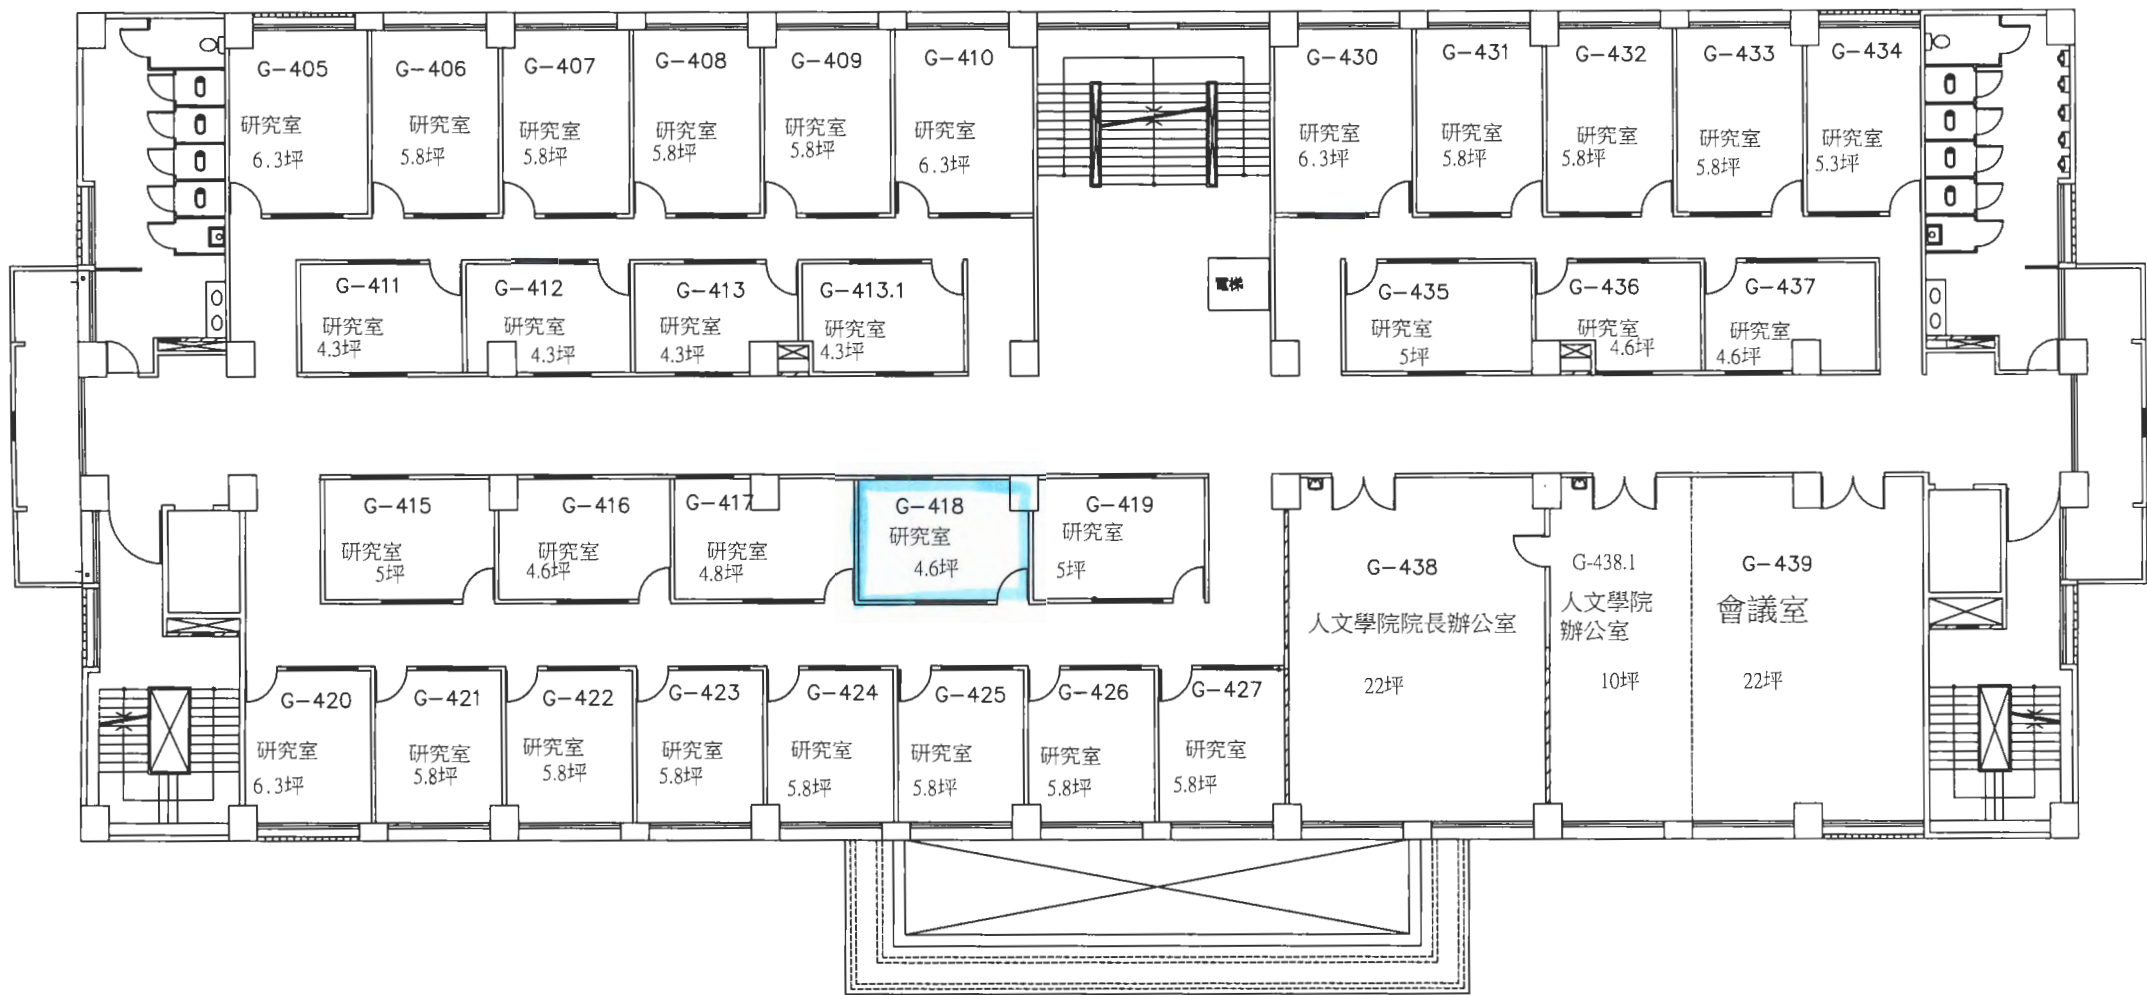 G-405
研究室
6.3坪
G-406
研究室
5.8坪
G-407
研究室
5.8坪
G-408
研究室
5.8坪
G-409
研究室
5.8坪
G-410
研究室
6.3坪
G-430
研究室
6.3坪
G-431
研究室
5.8坪
G-432
研究室
5.8坪
G-433
研究室
5.8坪
G-434
研究室
5.3坪
G-411
研究室
4.3坪
G-412
研究室
4.3坪
G-413
研究室
4.3坪
G-413.1
研究室
4.3坪
電梯
G-435
研究室
5坪
G-436
研究室
4.6坪
G-437
研究室
4.6坪
G-415
研究室
5坪
G-416
研究室
4.6坪
G-417
研究室
4.8坪
G-418
研究室
4.6坪
G-419
研究室
5坪
G-438
人文學院院長辦公室
22坪
G-438.1
人文學院
辦公室
10坪
G-439
會議室
22坪
G-420
研究室
6.3坪
G-421
研究室
5.8坪
G-422
研究室
5.8坪
G-423
研究室
5.8坪
G-424
研究室
5.8坪
G-425
研究室
5.8坪
G-426
研究室
5.8坪
G-427
研究室
5.8坪